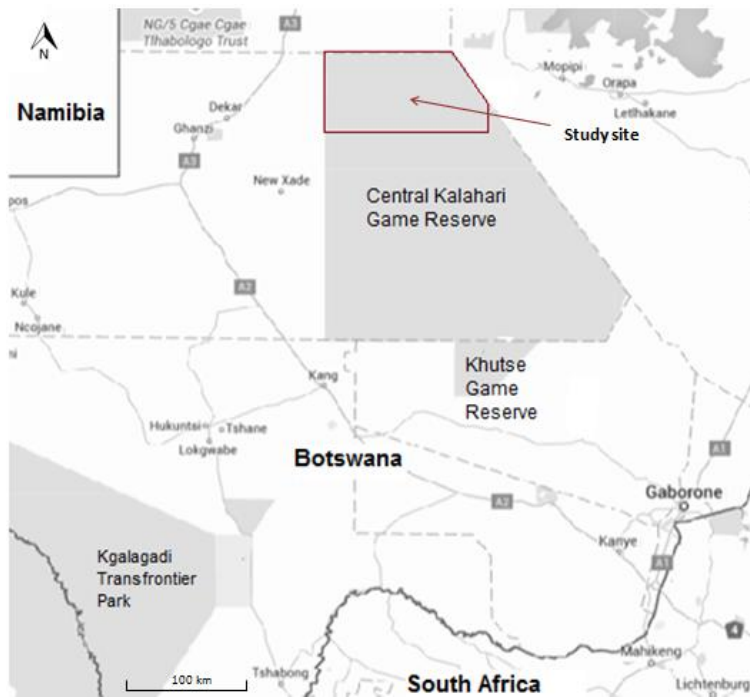 NG/5 Cgae Cgae
Tlhabologo Trust
A3
N
Mopipi
Orapa
Letlhakane
Namibia
Dekar
Ghanzi
Study site
A3
New Xade
Central Kalahari
Game Reserve
pos
A2
Kule
Ncojane
ni
Khutse
Game
Reserve
Kang
Hukuntsi
Tshane
Lokgwabe
Botswana
A1
Gaborone
A2
Kanye
Kgalagadi
Transfrontier
Park
A1
4
Mahikeng
100 km
Tshabong
South Africa
Lichtenburg